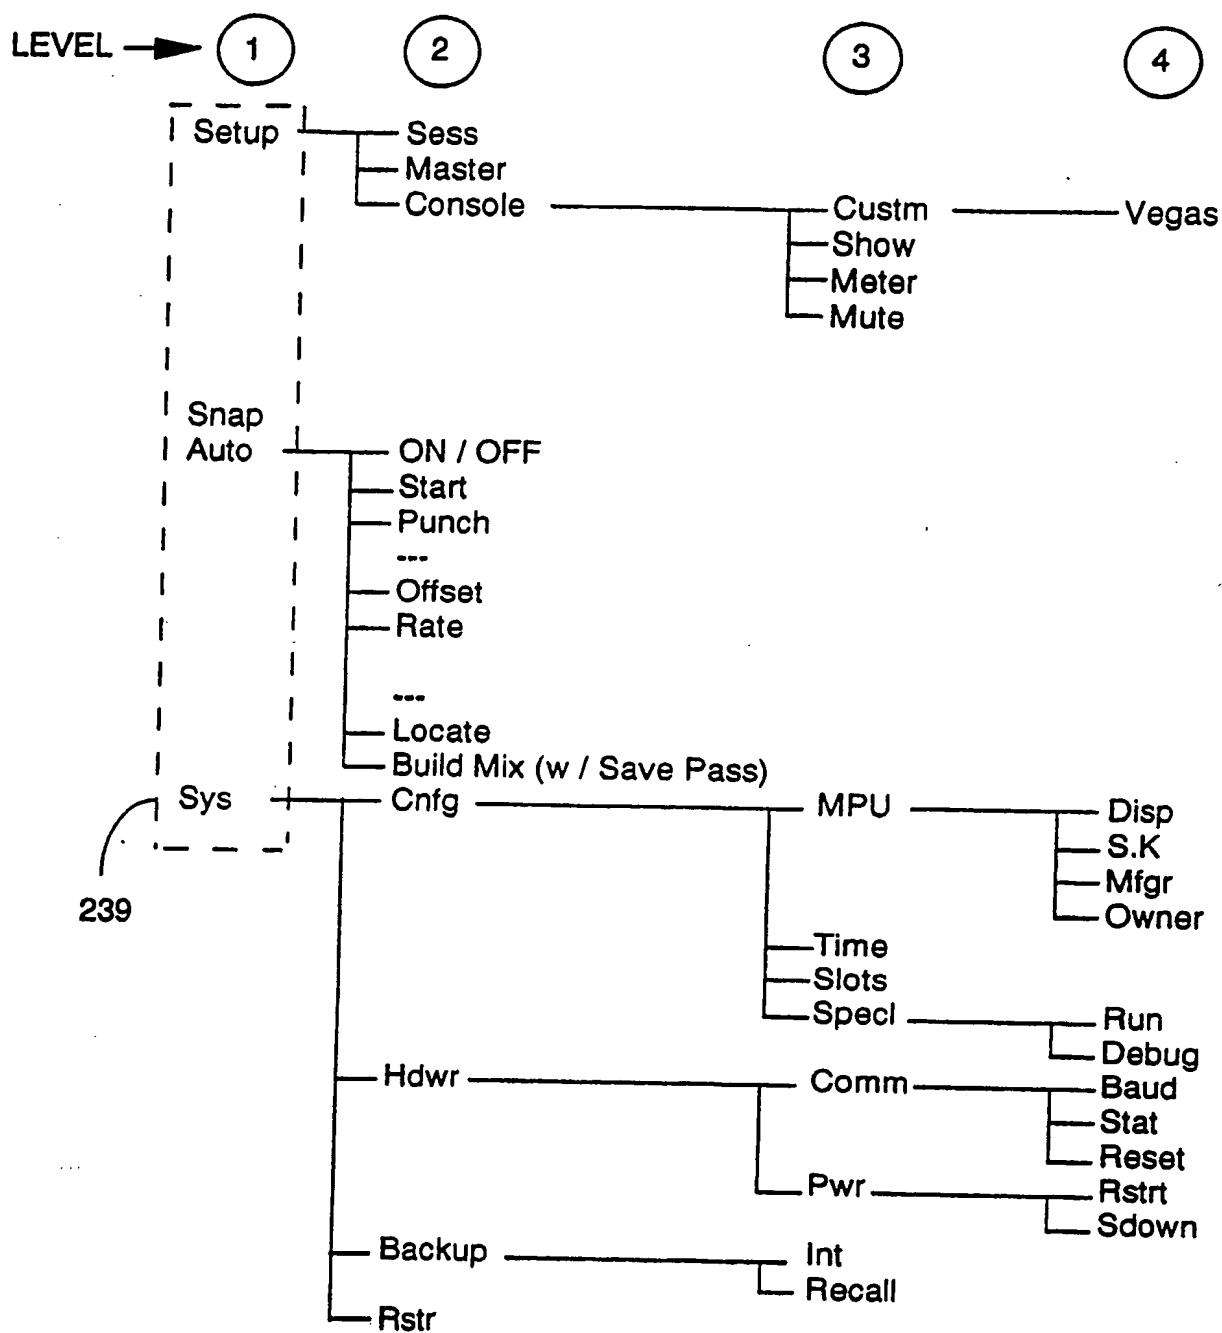 LEVEL 1 2 3 4
Setup Sess
Master
Console Custm Vegas
Show
Meter
Mute
Snap
Auto ON / OFF
Start
Punch
---
Offset
Rate
---
Locate
Build Mix (w / Save Pass)
Sys Cnfg MPU Disp
S.K
Mfgr
239 Owner
Time
Slots
Specl Run
Debug
Hdwr Comm Baud
Stat
Reset
Pwr Rstrt
Sdown
Backup Int
Recall
Rstr